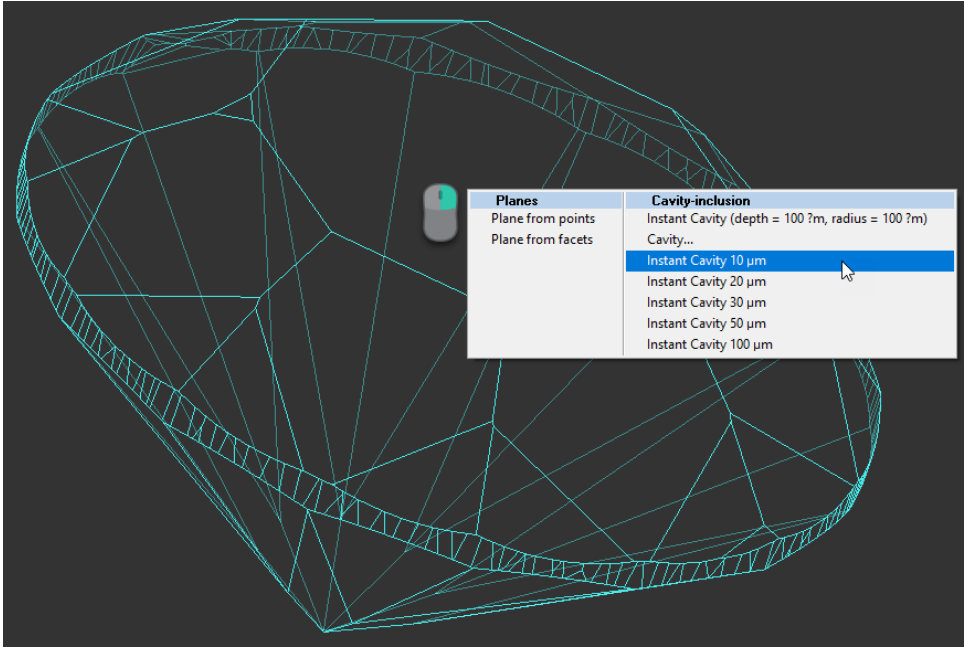 Planes
Plane from points
Plane from facets
Cavity-inclusion
Instant Cavity (depth = 100 ?m, radius = 100 ?m)
Cavity...
Instant Cavity 10 µm
Instant Cavity 20 µm
Instant Cavity 30 µm
Instant Cavity 50 µm
Instant Cavity 100 µm